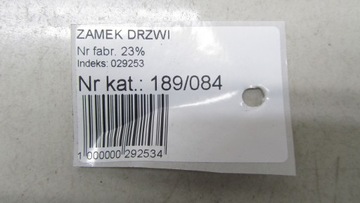 ZAMEK DRZWI
Nr fabr. 23%
Indeks: 029253
Nr kat.: 189/084
1 000000 292534